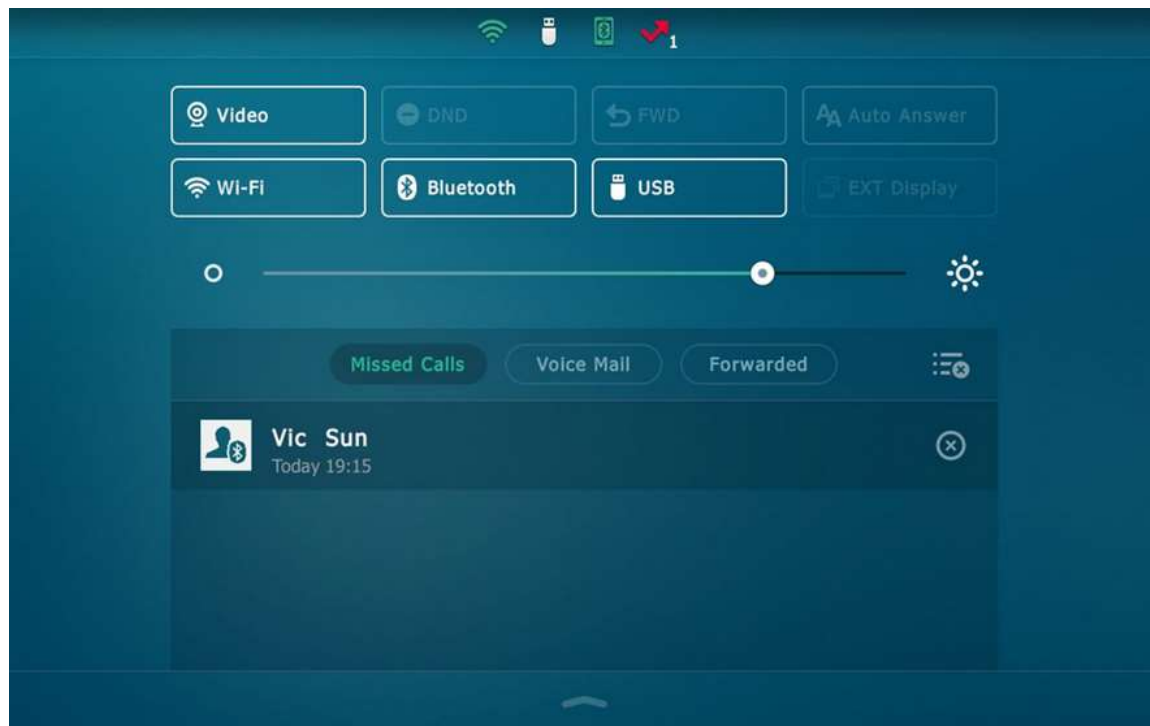 1
Video DND FWD AA Auto Answer
Wi-Fi Bluetooth USB EXT Display
Missed Calls Voice Mail Forwarded
Vic Sun
Today 19:15